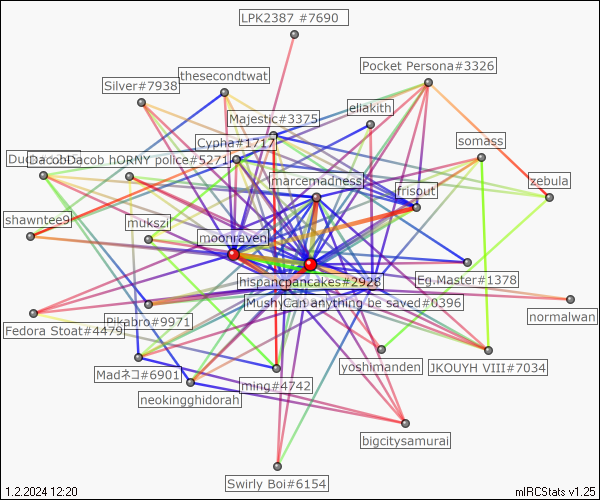 LPK2387 #7690
Pocket Persona#3326
thesecondtwat
Silver#7938
eliakith
Majestic#3375
Cypha#1717
somass
DacobDacob hORNY police#5271
marcemadness
zebula
frisout
shawntee9
mukszi
moonraven
hispancpancakes#2928
Eg.Master#1378
Mush
Can anything be saved#0396
normalwan
Pikabro#9971
Fedora Stoat#4479
yoshimanden
JKOUYH VIII#7034
Madネコ#6901
ming#4742
neokingghidorah
bigcitysamurai
Swirly Boi#6154
1.2.2024 12:20
mIRCStats v1.25